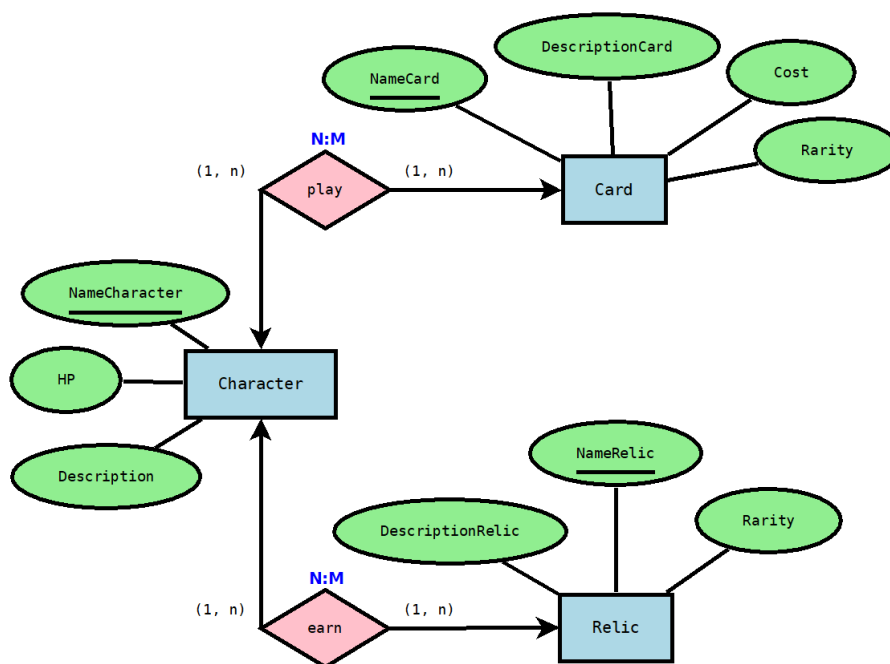 DescriptionCard
NameCard
Cost
N:M
Rarity
(1, n)
(1, n)
play
Card
NameCharacter
HP
Character
Description
NameRelic
DescriptionRelic
Rarity
N:M
(1, n)
(1, n)
earn
Relic